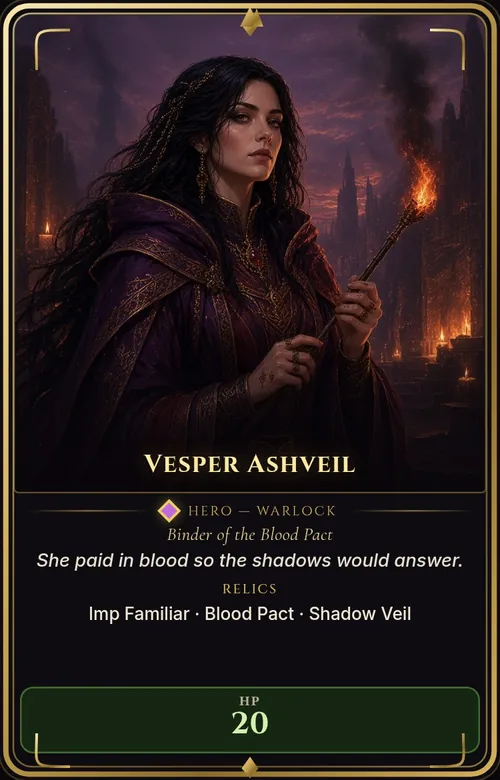 Vesper Ashveil
HERO — WARLOCK
Binder of the Blood Pact
She paid in blood so the shadows would answer.
RELICS
Imp Familiar · Blood Pact · Shadow Veil
HP
20